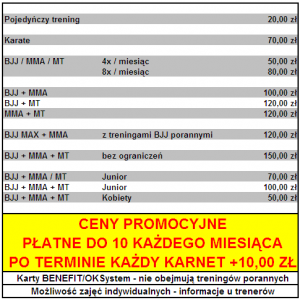 Pojedyńczy trening 20,00 zł
Karate 70,00 zł
BJJ / MMA / MT 4x / miesiąc 50,00 zł
8x / miesiąc 80,00 zł
BJJ + MMA 100,00 zł
BJJ + MT 120,00 zł
MMA + MT 120,00 zł
BJJ MAX + MMA z treningami BJJ porannymi 120,00 zł
BJJ + MMA + MT bez ograniczeń 150,00 zł
BJJ + MMA / MT Junior 70,00 zł
BJJ + MMA + MT Junior 100,00 zł
BJJ + MMA + MT Kobiety 50,00 zł
CENY PROMOCYJNE
PŁATNE DO 10 KAŻDEGO MIESIĄCA
PO TERMINIE KAŻDY KARNET +10,00 ZŁ
Karty BENEFIT/OKSystem - nie obejmują treningów porannych
Możliwość zajęć indywidualnych - informacje u trenerów